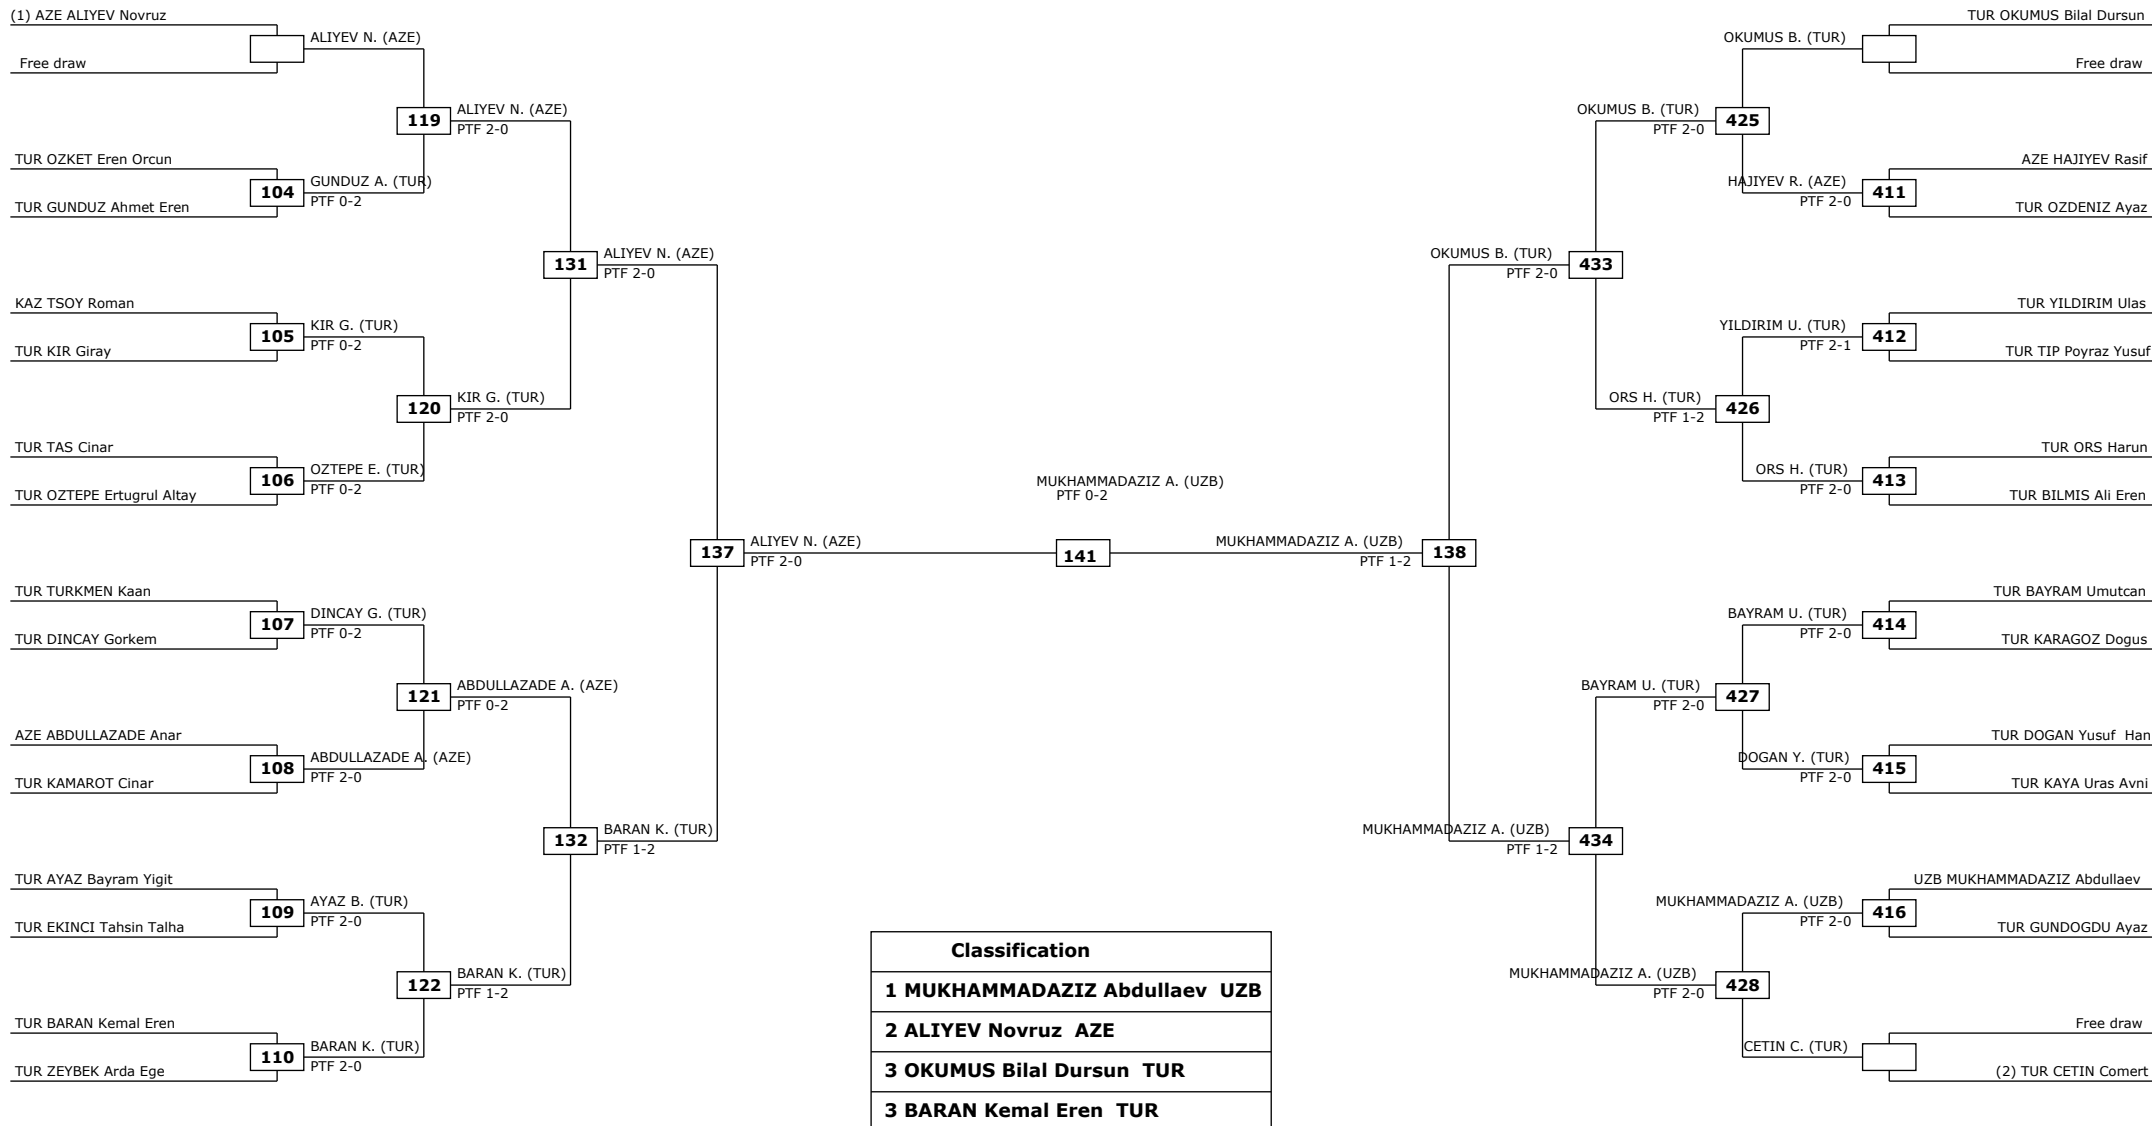 (1) AZE ALIYEV Novruz
Free draw
ALIYEV N. (AZE)
119
ALIYEV N. (AZE)
PTF 2-0
TUR OZKET Eren Orcun
TUR GUNDUZ Ahmet Eren
104
GUNDUZ A. (TUR)
PTF 0-2
131
ALIYEV N. (AZE)
PTF 2-0
KAZ TSOY Roman
TUR KIR Giray
105
KIR G. (TUR)
PTF 0-2
120
KIR G. (TUR)
PTF 2-0
TUR TAS Cinar
TUR OZTEPE Ertugrul Altay
106
OZTEPE E. (TUR)
PTF 0-2
137
ALIYEV N. (AZE)
PTF 2-0
TUR TURKMEN Kaan
TUR DINCAY Gorkem
107
DINCAY G. (TUR)
PTF 0-2
121
ABDULLAZADE A. (AZE)
PTF 0-2
AZE ABDULLAZADE Anar
TUR KAMAROT Cinar
108
ABDULLAZADE A. (AZE)
PTF 2-0
132
BARAN K. (TUR)
PTF 1-2
TUR AYAZ Bayram Yigit
TUR EKINCI Tahsin Talha
109
AYAZ B. (TUR)
PTF 2-0
122
BARAN K. (TUR)
PTF 1-2
TUR BARAN Kemal Eren
TUR ZEYBEK Arda Ege
110
BARAN K. (TUR)
PTF 2-0
MUKHAMMADAZIZ A. (UZB)
PTF 0-2
141
MUKHAMMADAZIZ A. (UZB)
PTF 1-2
138
TUR OKUMUS Bilal Dursun
Free draw
OKUMUS B. (TUR)
OKUMUS B. (TUR)
PTF 2-0
425
AZE HAJIYEV Rasif
TUR OZDENIZ Ayaz
HAJIYEV R. (AZE)
PTF 2-0
411
OKUMUS B. (TUR)
PTF 2-0
433
TUR YILDIRIM Ulas
TUR TIP Poyraz Yusuf
YILDIRIM U. (TUR)
PTF 2-1
412
ORS H. (TUR)
PTF 1-2
426
TUR ORS Harun
TUR BILMIS Ali Eren
ORS H. (TUR)
PTF 2-0
413
TUR BAYRAM Umutcan
TUR KARAGOZ Dogus
BAYRAM U. (TUR)
PTF 2-0
414
BAYRAM U. (TUR)
PTF 2-0
427
TUR DOGAN Yusuf  Han
TUR KAYA Uras Avni
DOGAN Y. (TUR)
PTF 2-0
415
MUKHAMMADAZIZ A. (UZB)
PTF 1-2
434
UZB MUKHAMMADAZIZ Abdullaev
TUR GUNDOGDU Ayaz
MUKHAMMADAZIZ A. (UZB)
PTF 2-0
416
MUKHAMMADAZIZ A. (UZB)
PTF 2-0
428
Free draw
(2) TUR CETIN Comert
CETIN C. (TUR)
Classification
1 MUKHAMMADAZIZ Abdullaev  UZB
2 ALIYEV Novruz  AZE
3 OKUMUS Bilal Dursun  TUR
3 BARAN Kemal Eren  TUR